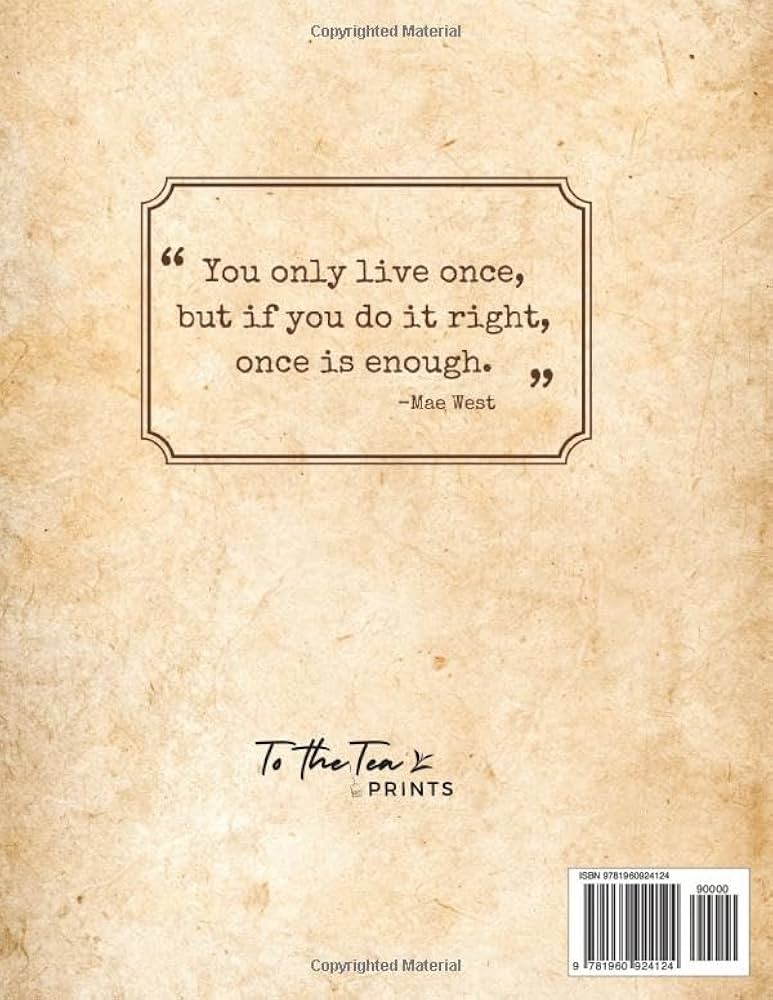 Copyrighted Material
“ You only live once,
but if you do it right,
once is enough. ”
-Mae West
To the Tea
PRINTS
ISBN 9781960924124
90000
9 781960 924124
Copyrighted Material